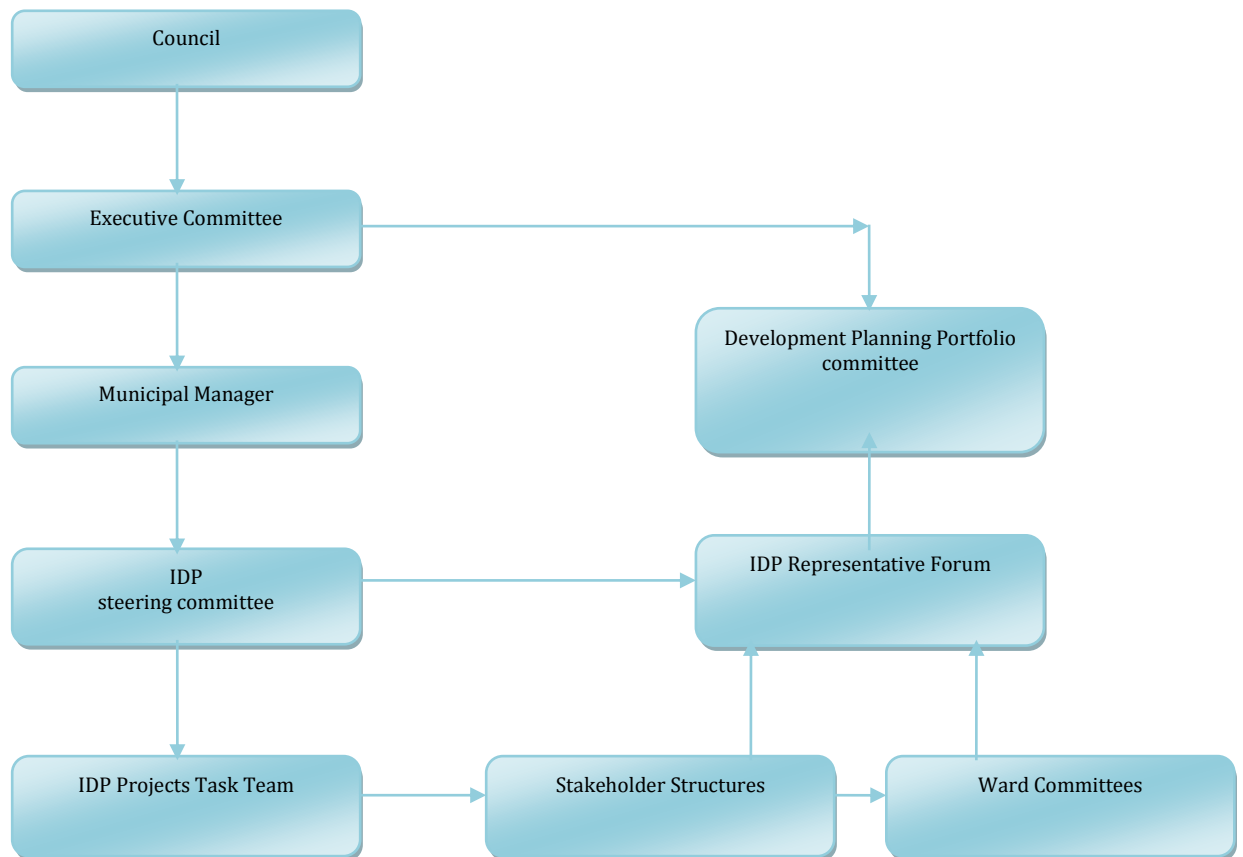 Council
Executive Committee
Development Planning Portfolio
committee
Municipal Manager
IDP
steering committee
IDP Representative Forum
IDP Projects Task Team
Stakeholder Structures
Ward Committees